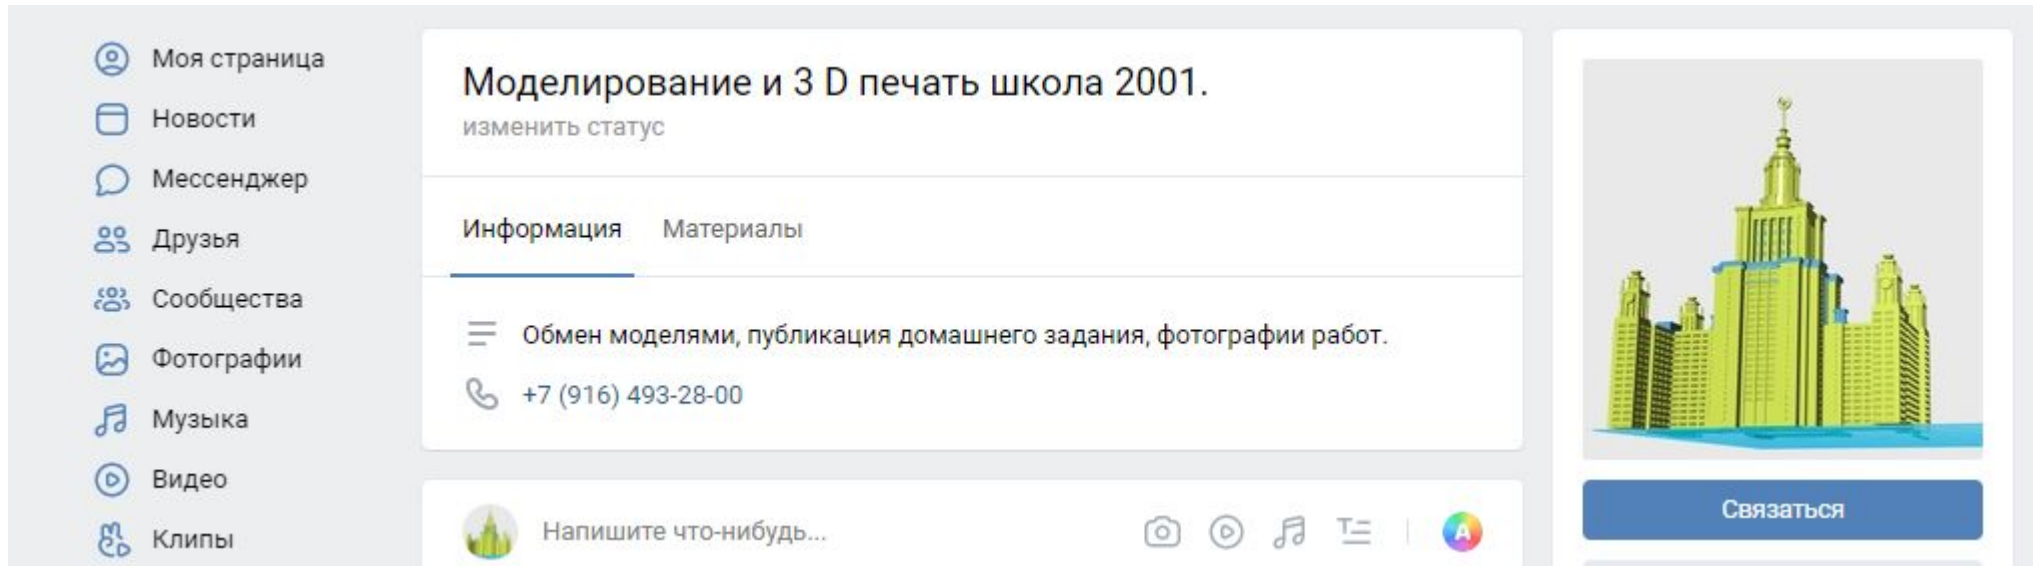 Моя страница
Новости
Мессенджер
Друзья
Сообщества
Фотографии
Музыка
Видео
Клипы
Моделирование и 3 D печать школа 2001.
изменить статус
Информация Материалы
Обмен моделями, публикация домашнего задания, фотографии работ.
+7 (916) 493-28-00
Напишите что-нибудь...
A
Связаться